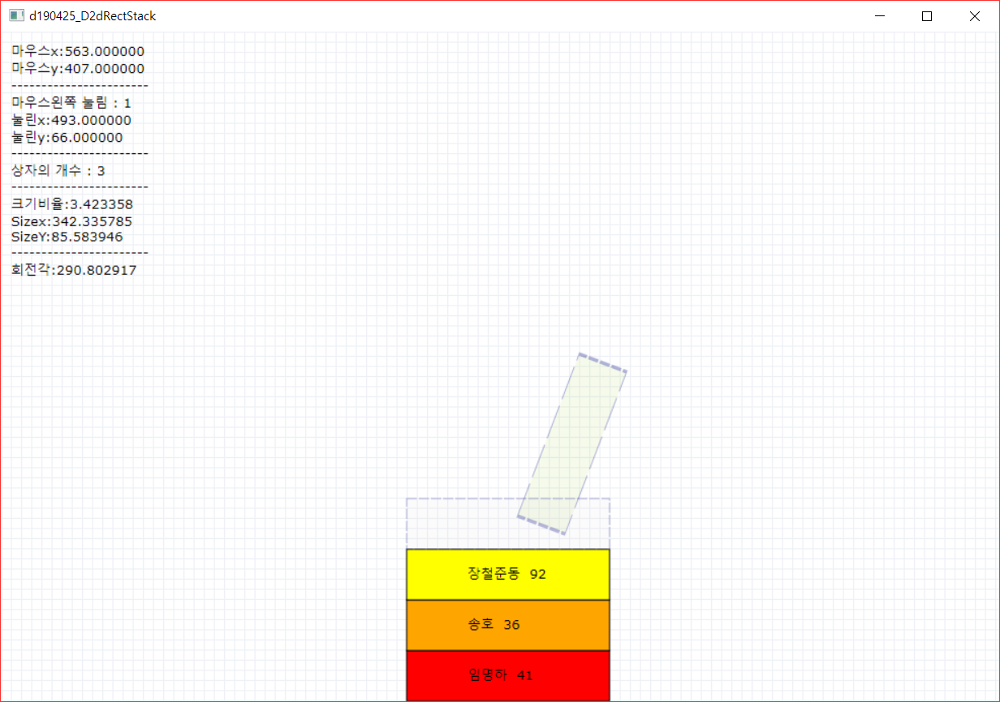 d190425_D2dRectStack
마우스x:563.000000
마우스y:407.000000
-----------------------
마우스왼쪽 눌림 : 1
눌린x:493.000000
눌린y:66.000000
-----------------------
상자의 개수 : 3
-----------------------
크기비율:3.423358
Sizex:342.335785
SizeY:85.583946
-----------------------
회전각:290.802917
장철준동 92
송호 36
임명하 41